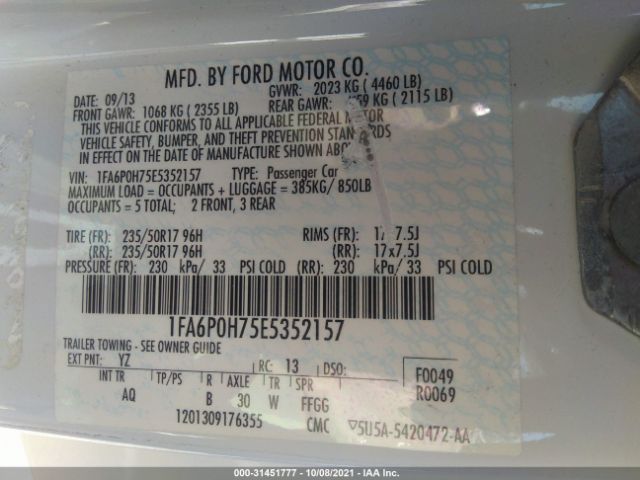 MFD. BY FORD MOTOR CO.
DATE: 09/13 GVWR: 2023 KG ( 4460 LB)
FRONT GAWR: 1068 KG ( 2355 LB) REAR GAWR: 59 KG ( 2115 LB)
THIS VEHICLE CONFORMS TO ALL APPLICABLE FEDERAL MOTOR
VEHICLE SAFETY, BUMPER, AND THEFT PREVENTION STANDARDS
IN EFFECT ON THE DATE OF MANUFACTURE SHOWN ABOVE.
VIN: 1FA6P0H75E5352157 TYPE: Passenger Car
MAXIMUM LOAD = OCCUPANTS + LUGGAGE = 385KG/ 850LB
OCCUPANTS = 5 TOTAL; 2 FRONT, 3 REAR
TIRE (FR): 235/50R17 96H RIMS (FR): 17 7.5J
(RR): 235/50R17 96H (RR): 17x7.5J
PRESSURE (FR): 230 kPa/ 33 PSI COLD (RR): 230 kPa/ 33 PSI COLD
1FA6P0H75E5352157
TRAILER TOWING - SEE OWNER GUIDE
EXT PNT: YZ RC: 13 DSO: F0049
INT TR TP/PS R AXLE TR SPR R0069
AQ B 30 W FFGG
1201309176355 CMC ▽5U5A-5420472-AA
000-31451777 - 10/08/2021 - IAA Inc.